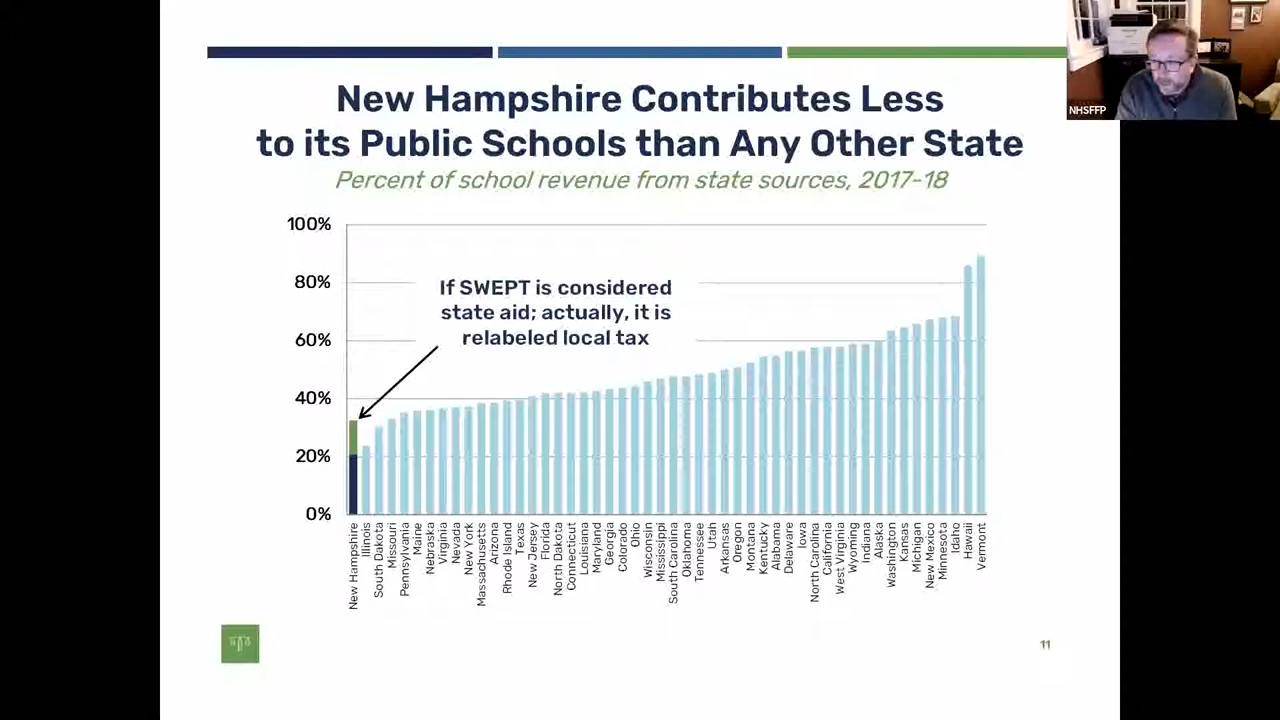 NHSFFP
New Hampshire Contributes Less
to its Public Schools than Any Other State
Percent of school revenue from state sources, 2017-18
100%
80%
60%
40%
20%
0%
If SWEPT is considered
state aid; actually, it is
relabeled local tax
New Hampshire
Illinois
South Dakota
Missouri
Pennsylvania
Maine
Nebraska
Virginia
Nevada
New York
Massachusetts
Arizona
Rhode Island
Texas
New Jersey
Florida
North Dakota
Connecticut
Louisiana
Maryland
Georgia
Colorado
Ohio
Wisconsin
Mississippi
South Carolina
Oklahoma
Tennessee
Utah
Arkansas
Oregon
Montana
Kentucky
Alabama
Delaware
Iowa
North Carolina
California
West Virginia
Wyoming
Indiana
Alaska
Washington
Kansas
Michigan
New Mexico
Minnesota
Idaho
Hawaii
Vermont
11